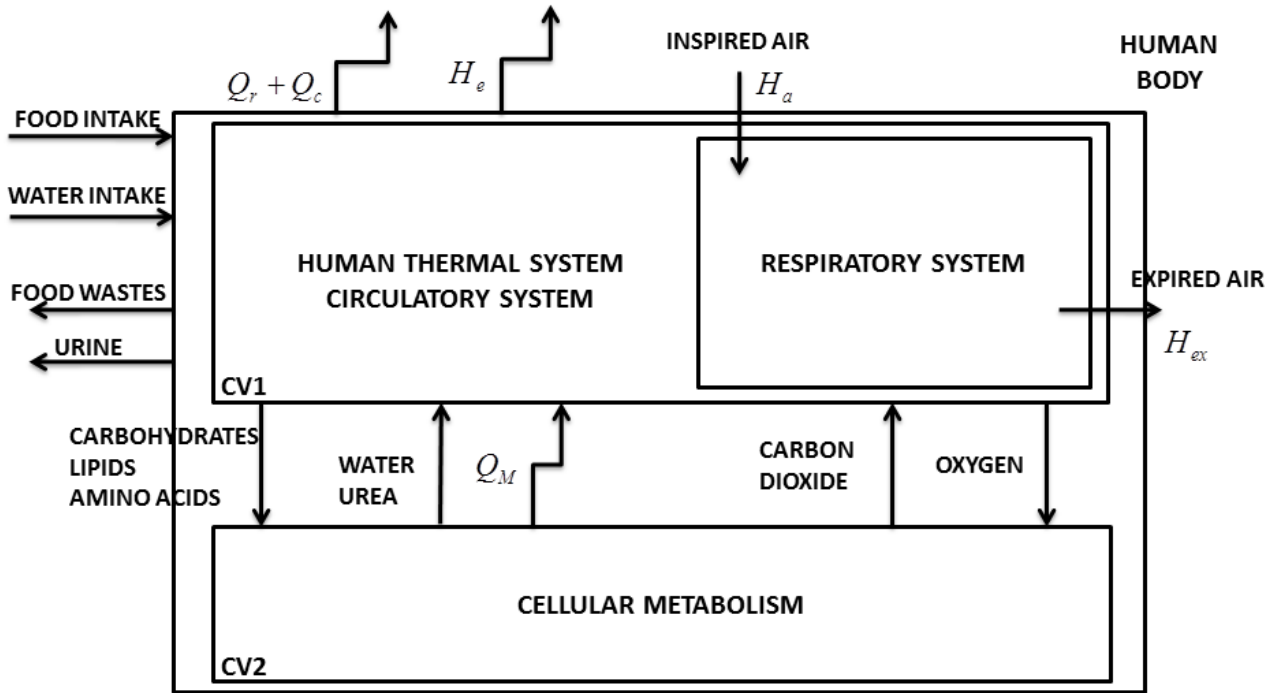 INSPIRED AIR
HUMAN
BODY
Q_r + Q_c
H_e
H_a
FOOD INTAKE
WATER INTAKE
HUMAN THERMAL SYSTEM
CIRCULATORY SYSTEM
RESPIRATORY SYSTEM
EXPIRED AIR
FOOD WASTES
URINE
H_ex
CV1
CARBOHYDRATES
LIPIDS
AMINO ACIDS
WATER
UREA
Q_M
CARBON
DIOXIDE
OXYGEN
CELLULAR METABOLISM
CV2